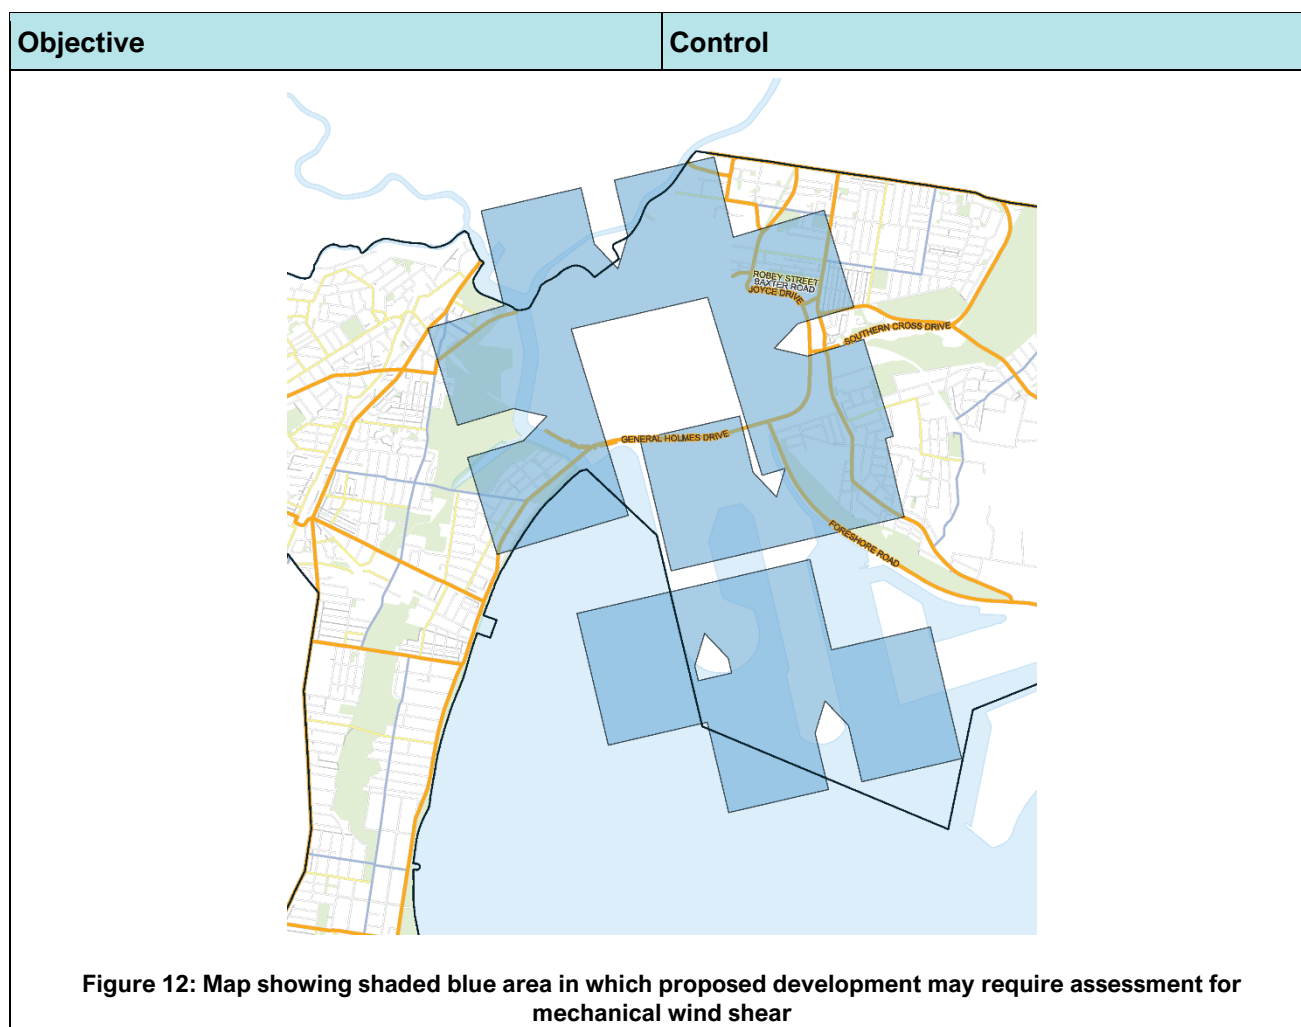 Objective
Control
ROBEY STREET
BAXTER ROAD
JOYCE DRIVE
SOUTHERN CROSS DRIVE
GENERAL HOLMES DRIVE
FORESHORE ROAD
Figure 12: Map showing shaded blue area in which proposed development may require assessment for
mechanical wind shear